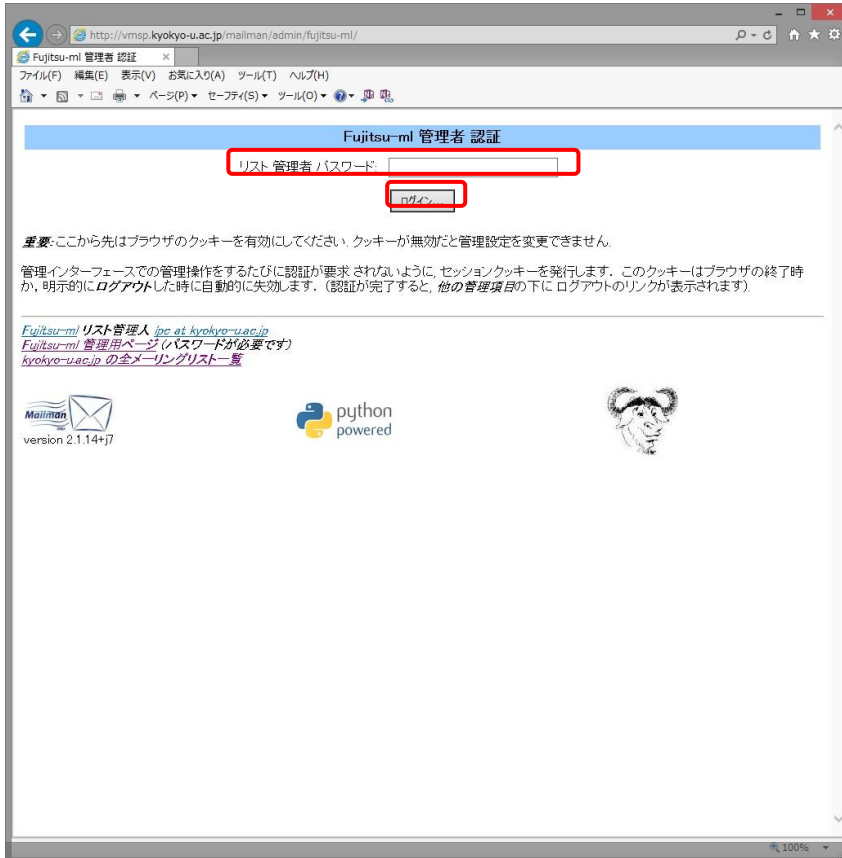 http://vmsp.kyokyo-u.ac.jp/mailman/admin/fujitsu-ml/
Fujitsu-ml 管理者 認証
ファイル(F) 編集(E) 表示(V) お気に入り(A) ツール(T) ヘルプ(H)
ページ(P) セーフティ(S) ツール(O)
Fujitsu-ml 管理者 認証
リスト 管理者 パスワード:
ログイン...
重要:ここから先はブラウザのクッキーを有効にしてください. クッキーが無効だと管理設定を変更できません.
管理インターフェースでの管理操作をするたびに認証が要求 されないように, セッションクッキーを発行します. このクッキーはブラウザの終了時
か, 明示的にログアウトした時に自動的に失効します. (認証が完了すると, 他の管理項目の下に ログアウトのリンクが表示されます)
Fujitsu-ml リスト管理人 ipc at kyokyo-u.ac.jp
Fujitsu-ml 管理用ページ (パスワードが必要です)
kyokyo-u.ac.jp の全メーリングリスト一覧
Mailman
python
powered
version 2.1.14+j7
100%